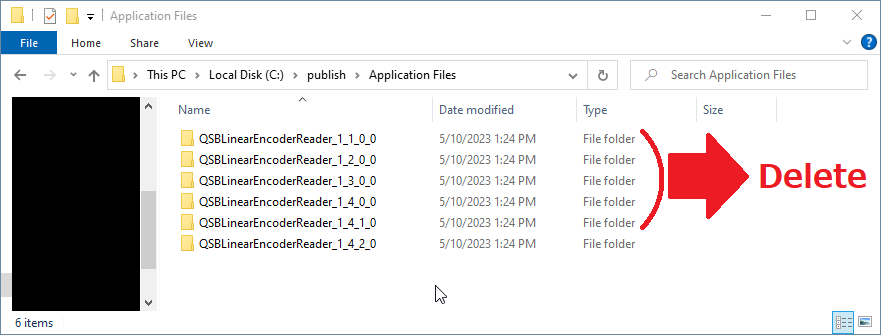 Application Files
File Home Share View
This PC Local Disk (C:) publish Application Files Search Application Files
Name Date modified Type Size
QSBLinearEncoderReader_1_1_0_0 5/10/2023 1:24 PM File folder
QSBLinearEncoderReader_1_2_0_0 5/10/2023 1:24 PM File folder
QSBLinearEncoderReader_1_3_0_0 5/10/2023 1:24 PM File folder
QSBLinearEncoderReader_1_4_0_0 5/10/2023 1:24 PM File folder
QSBLinearEncoderReader_1_4_1_0 5/10/2023 1:24 PM File folder
QSBLinearEncoderReader_1_4_2_0 5/10/2023 1:24 PM File folder
Delete
6 items